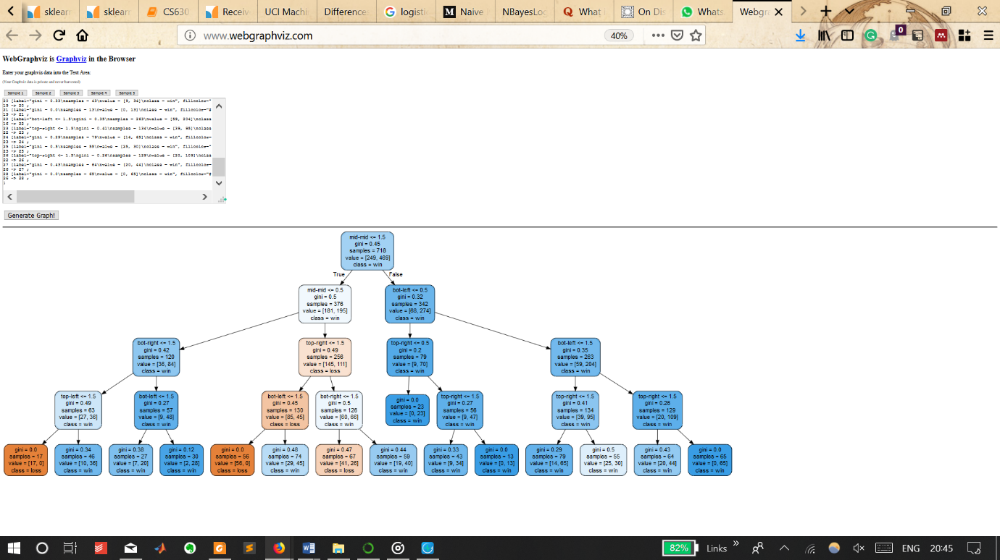 sklearn
sklearn
CS630
Receiv
UCI Machi
Difference
logisti
Naive
NBayesLog
What i
On Dis
Whats
Webgr
www.webgraphviz.com
40%
0
WebGraphviz is Graphviz in the Browser
Enter your graphviz data into the Text Area:
(Your Graphviz data is private and never harvested)
Sample 1 Sample 2 Sample 3 Sample 4 Sample 5
20 [label="gini = 0.33\nsamples = 43\nvalue = [9, 34]\nclass = win", fillcolor="
19 -> 20 ;
21 [label="gini = 0.0\nsamples = 13\nvalue = [0, 13]\nclass = win", fillcolor="#
19 -> 21 ;
22 [label="bot-left <= 1.5\ngini = 0.35\nsamples = 263\nvalue = [59, 204]\nclass
16 -> 22 ;
23 [label="top-right <= 1.5\ngini = 0.41\nsamples = 134\nvalue = [39, 95]\nclass
22 -> 23 ;
24 [label="gini = 0.29\nsamples = 79\nvalue = [14, 65]\nclass = win", fillcolor=
23 -> 24 ;
25 [label="gini = 0.5\nsamples = 55\nvalue = [25, 30]\nclass = win", fillcolor=
23 -> 25 ;
26 [label="top-right <= 1.5\ngini = 0.26\nsamples = 129\nvalue = [20, 109]\nclas
22 -> 26 ;
27 [label="gini = 0.43\nsamples = 64\nvalue = [20, 44]\nclass = win", fillcolor=
26 -> 27 ;
28 [label="gini = 0.0\nsamples = 65\nvalue = [0, 65]\nclass = win", fillcolor="#
26 -> 28 ;
}
Generate Graph!
mid-mid <= 1.5
gini = 0.45
samples = 718
value = [249, 469]
class = win
True
False
mid-mid <= 0.5
gini = 0.5
samples = 376
value = [181, 195]
class = win
bot-left <= 0.5
gini = 0.32
samples = 342
value = [68, 274]
class = win
bot-right <= 1.5
gini = 0.42
samples = 120
value = [36, 84]
class = win
top-right <= 1.5
gini = 0.49
samples = 256
value = [145, 111]
class = loss
top-right <= 0.5
gini = 0.2
samples = 79
value = [9, 70]
class = win
bot-left <= 1.5
gini = 0.35
samples = 263
value = [59, 204]
class = win
top-left <= 1.5
gini = 0.49
samples = 63
value = [27, 36]
class = win
bot-left <= 1.5
gini = 0.27
samples = 57
value = [9, 48]
class = win
bot-left <= 1.5
gini = 0.45
samples = 130
value = [85, 45]
class = loss
bot-right <= 1.5
gini = 0.5
samples = 126
value = [60, 66]
class = win
gini = 0.0
samples = 23
value = [0, 23]
class = win
top-right <= 1.5
gini = 0.27
samples = 56
value = [9, 47]
class = win
top-right <= 1.5
gini = 0.41
samples = 134
value = [39, 95]
class = win
top-right <= 1.5
gini = 0.26
samples = 129
value = [20, 109]
class = win
gini = 0.0
samples = 17
value = [17, 0]
class = loss
gini = 0.34
samples = 46
value = [10, 36]
class = win
gini = 0.38
samples = 27
value = [7, 20]
class = win
gini = 0.12
samples = 30
value = [2, 28]
class = win
gini = 0.0
samples = 56
value = [56, 0]
class = loss
gini = 0.48
samples = 74
value = [29, 45]
class = win
gini = 0.47
samples = 67
value = [41, 26]
class = loss
gini = 0.44
samples = 59
value = [19, 40]
class = win
gini = 0.33
samples = 43
value = [9, 34]
class = win
gini = 0.0
samples = 13
value = [0, 13]
class = win
gini = 0.29
samples = 79
value = [14, 65]
class = win
gini = 0.5
samples = 55
value = [25, 30]
class = win
gini = 0.43
samples = 64
value = [20, 44]
class = win
gini = 0.0
samples = 65
value = [0, 65]
class = win
82%
Links
ENG
20:45